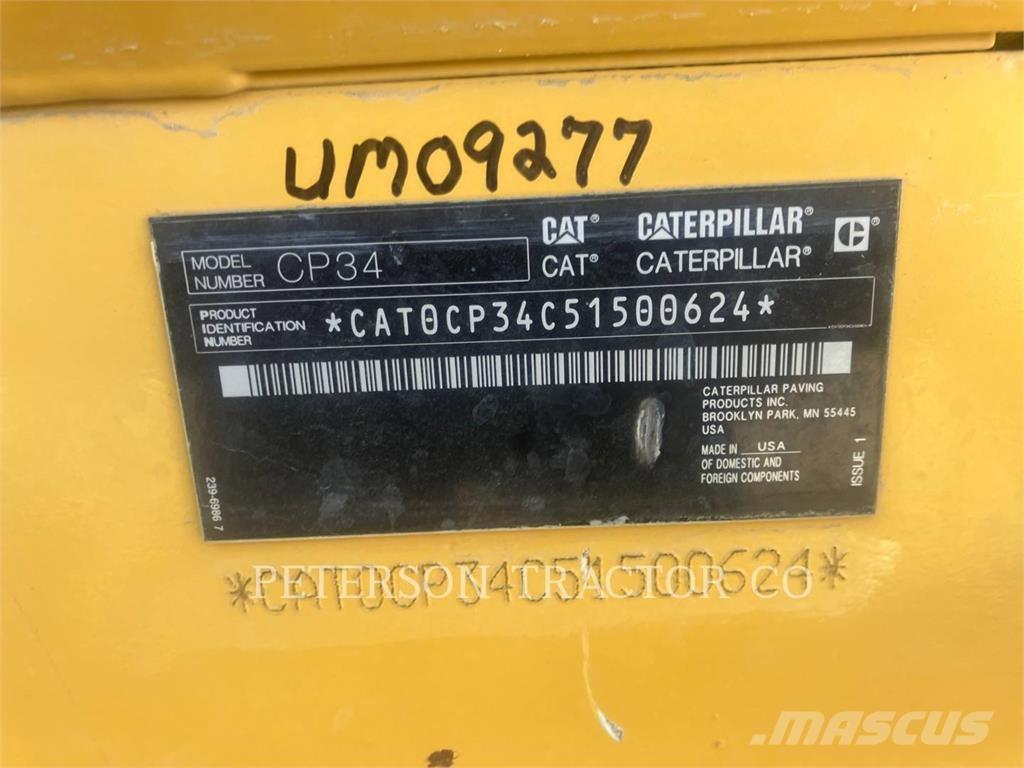 UM09277
CAT® CATERPILLAR®
CAT® CATERPILLAR®
MODEL NUMBER CP34
PRODUCT IDENTIFICATION NUMBER *CAT0CP34C51500624*
CATERPILLAR PAVING
PRODUCTS INC.
BROOKLYN PARK, MN 55445
USA
MADE IN USA
OF DOMESTIC AND
FOREIGN COMPONENTS
ISSUE 1
239-6986 7
*CAT0CP34C51500624*
PETERSON TRACTOR CO
MASCUS